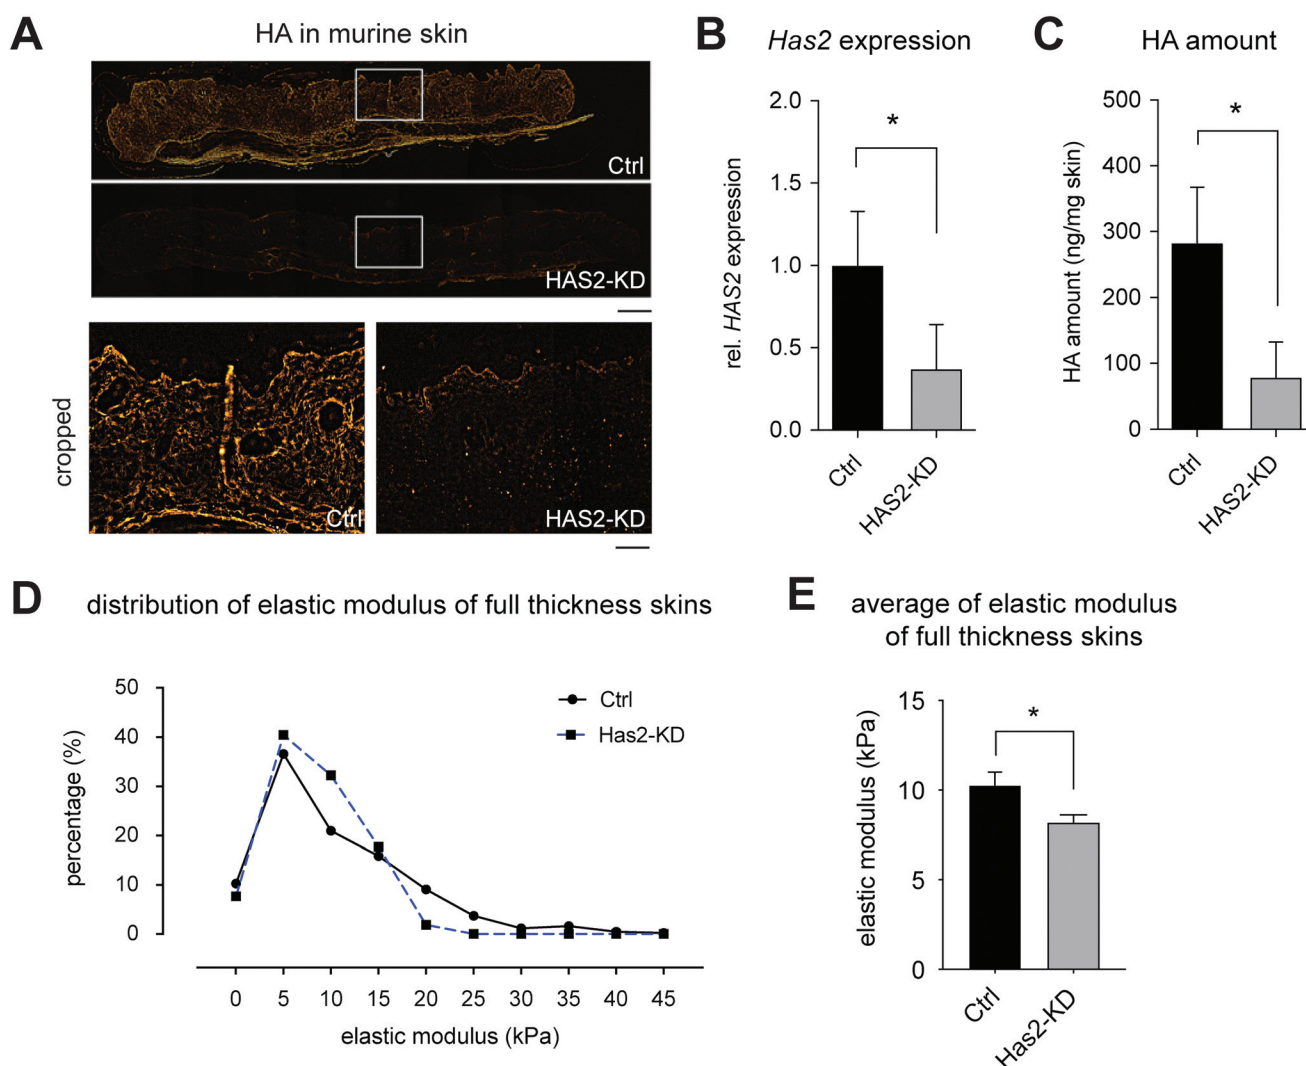 A
HA in murine skin
Ctrl
HAS2-KD
cropped
Ctrl
HAS2-KD
B
Has2 expression
rel. HAS2 expression
2.0
1.5
1.0
0.5
0.0
*
Ctrl
HAS2-KD
C
HA amount
HA amount (ng/mg skin)
500
400
300
200
100
0
*
Ctrl
HAS2-KD
D
distribution of elastic modulus of full thickness skins
percentage (%)
50
40
30
20
10
0
Ctrl
Has2-KD
0 5 10 15 20 25 30 35 40 45
elastic modulus (kPa)
E
average of elastic modulus
of full thickness skins
elastic modulus (kPa)
15
10
5
0
*
Ctrl
Has2-KD